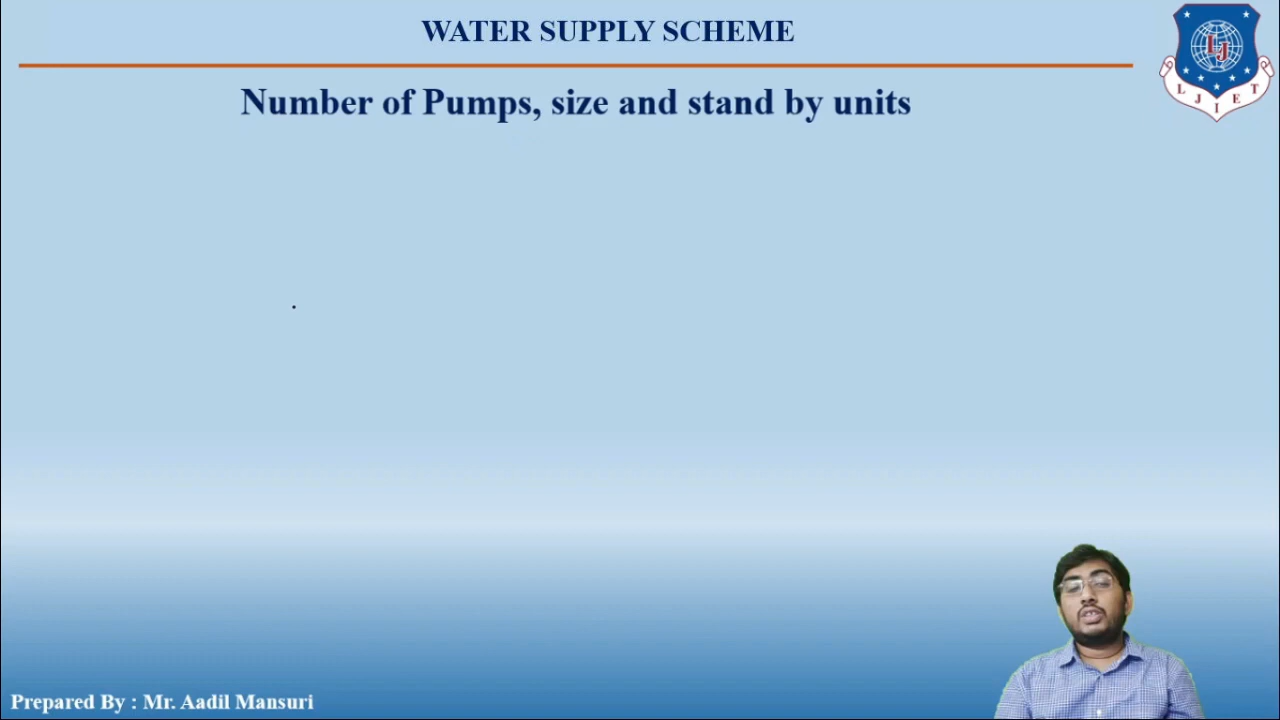 WATER SUPPLY SCHEME
LJIET
Number of Pumps, size and stand by units
Prepared By : Mr. Aadil Mansuri